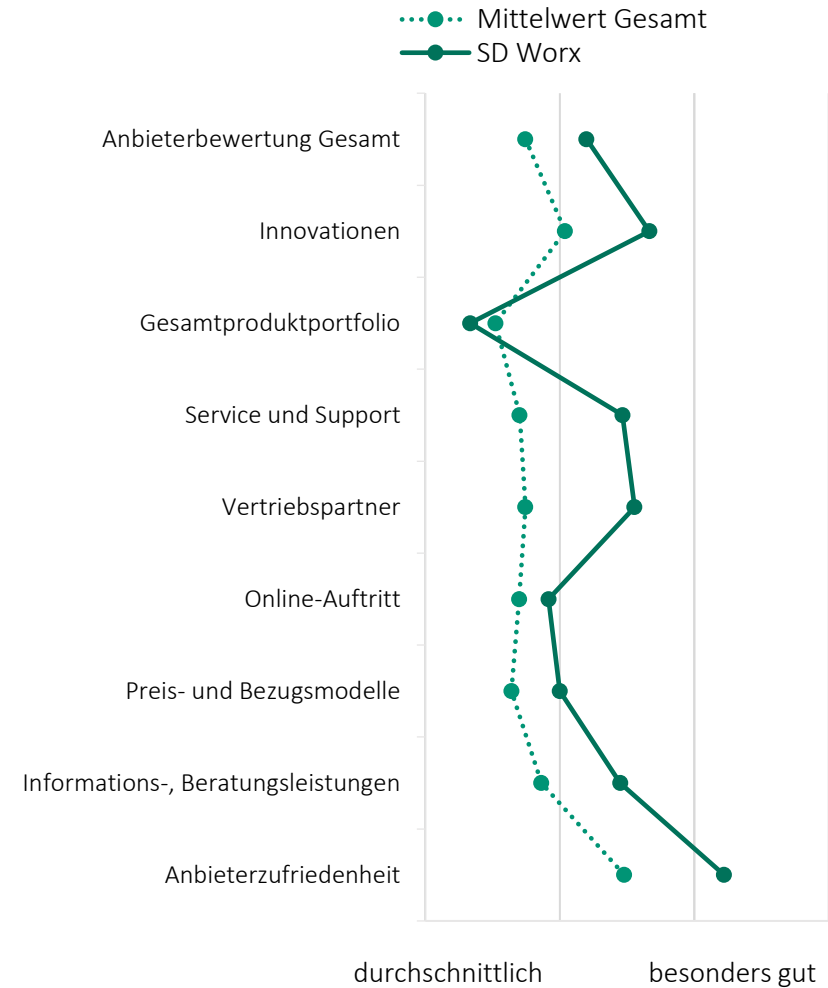 Mittelwert Gesamt
SD Worx
Anbieterbewertung Gesamt
Innovationen
Gesamtproduktportfolio
Service und Support
Vertriebspartner
Online-Auftritt
Preis- und Bezugsmodelle
Informations-, Beratungsleistungen
Anbieterzufriedenheit
durchschnittlich besonders gut